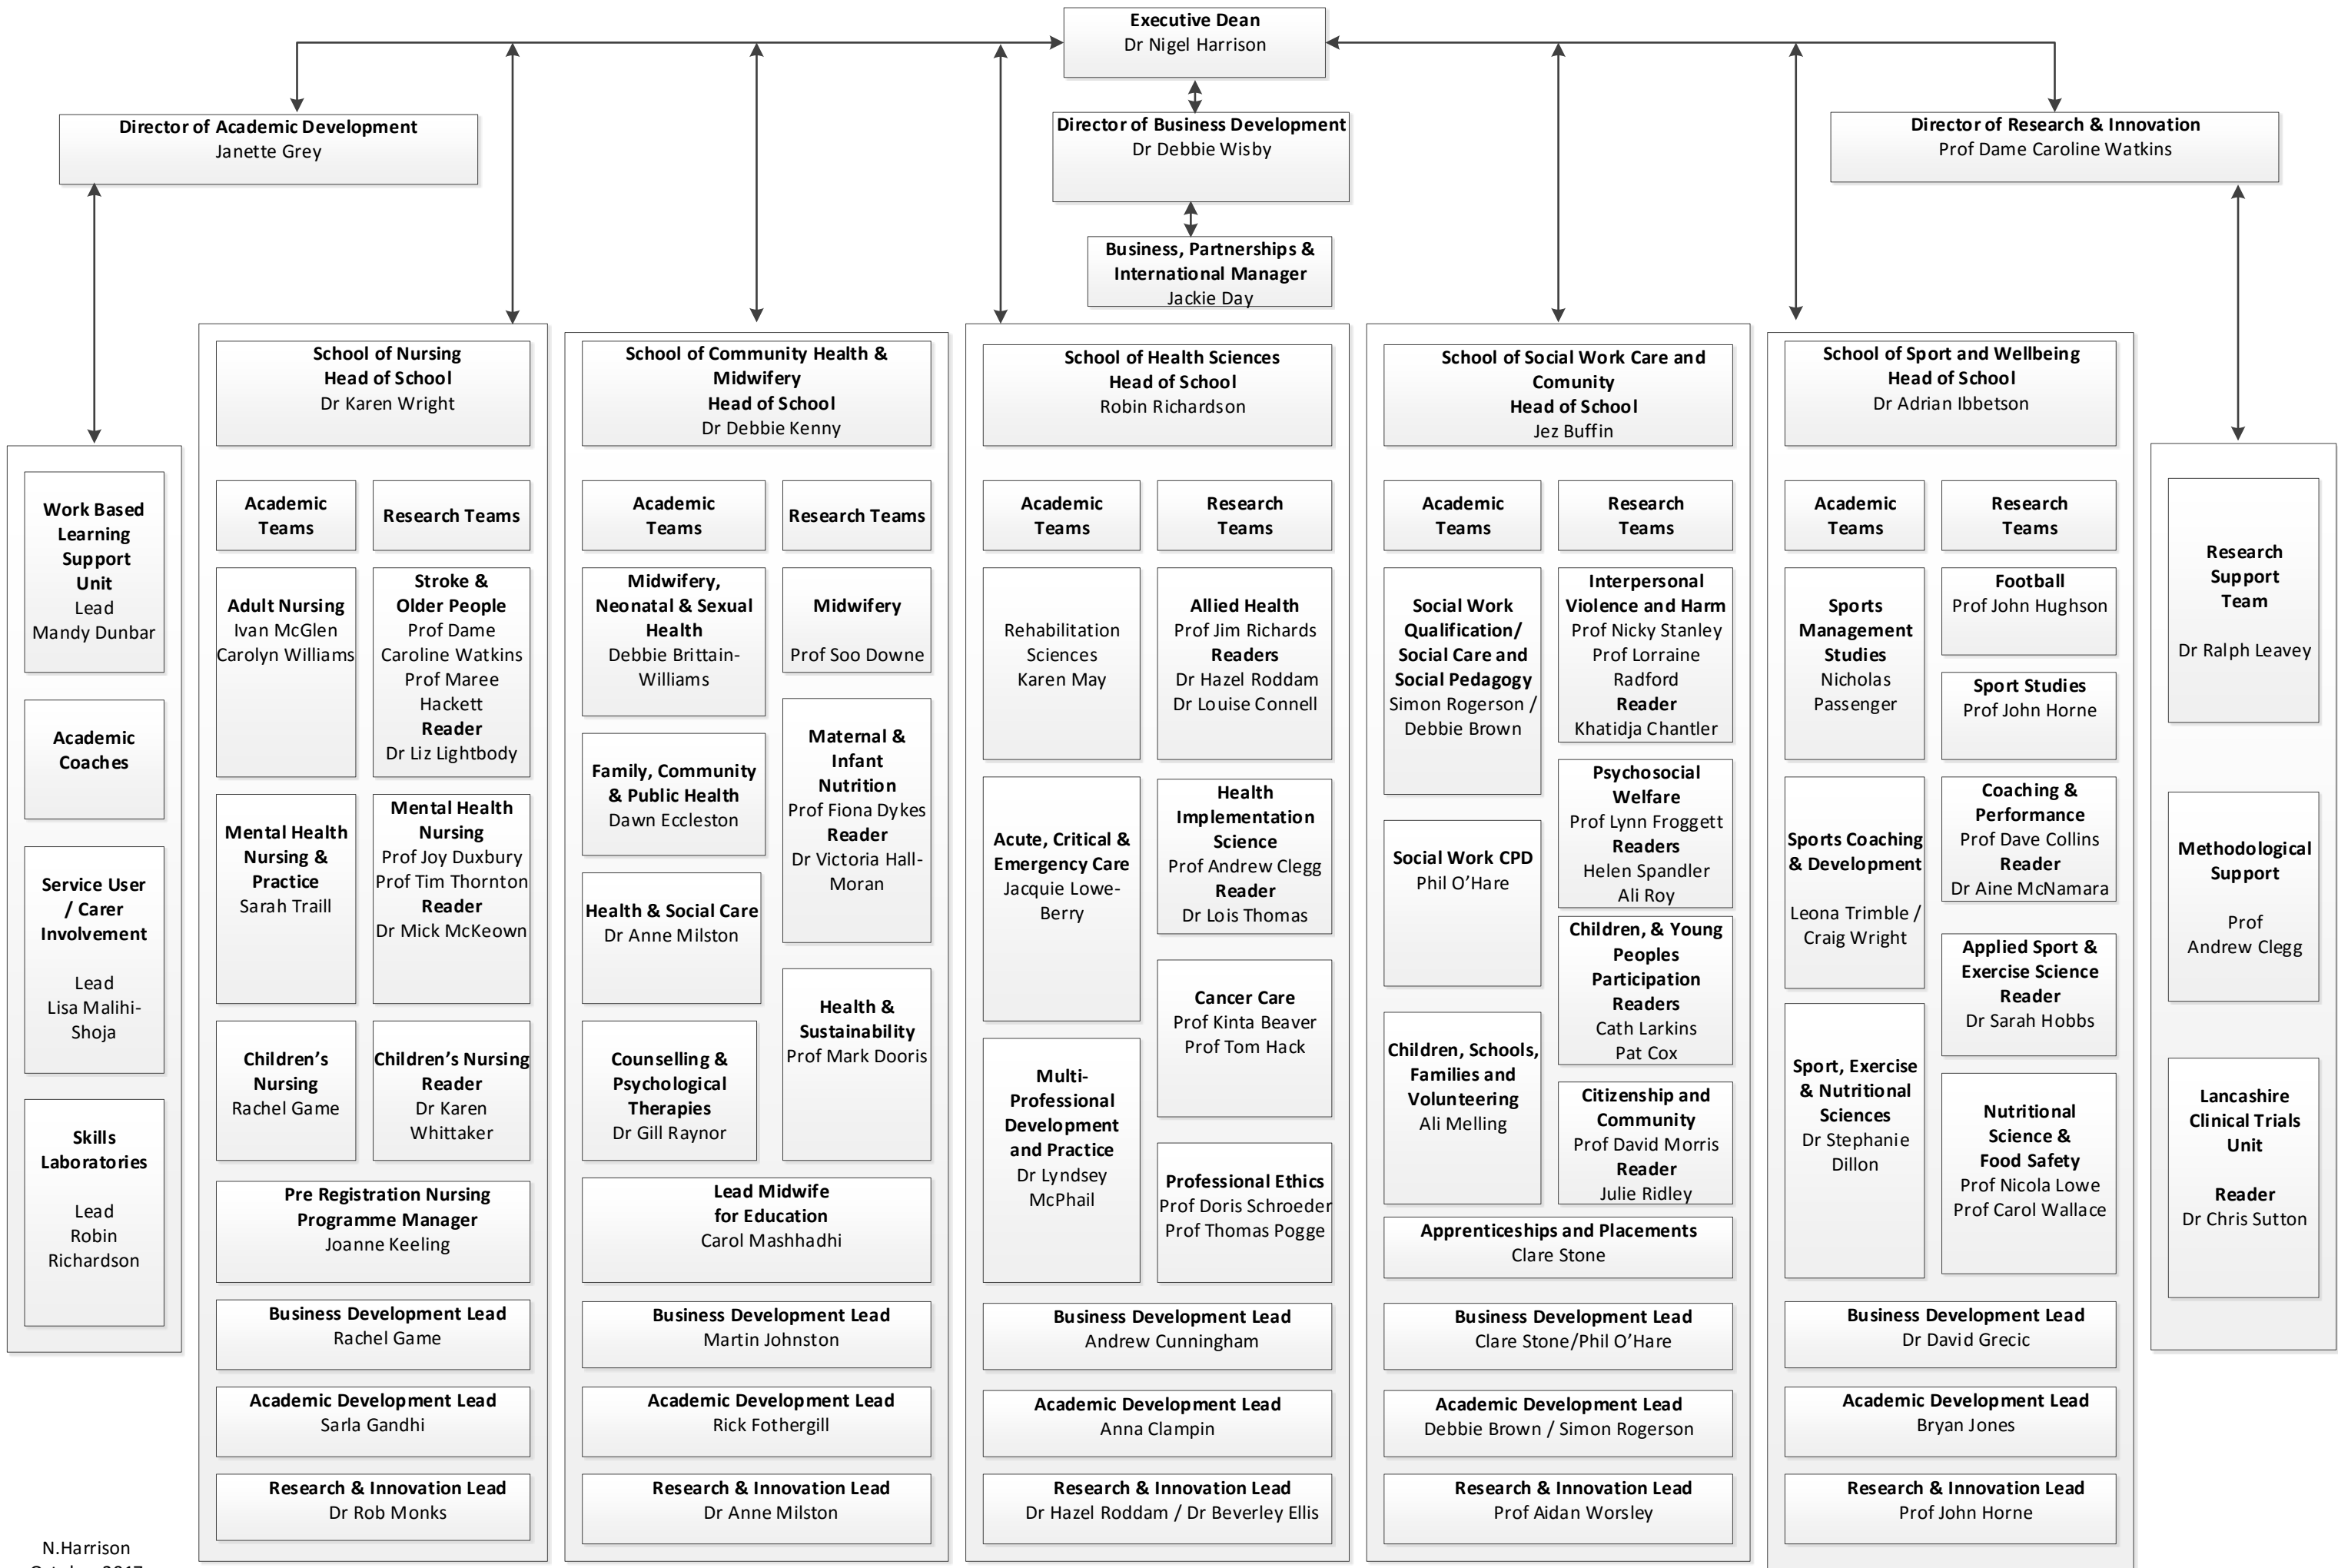 Executive Dean
Dr Nigel Harrison
Director of Academic Development
Janette Grey
Director of Business Development
Dr Debbie Wisby
Director of Research & Innovation
Prof Dame Caroline Watkins
Business, Partnerships &
International Manager
Jackie Day
Work Based
Learning
Support
Unit
Lead
Mandy Dunbar
Academic
Coaches
Service User
/ Carer
Involvement
Lead
Lisa Malihi-
Shoja
Skills
Laboratories
Lead
Robin
Richardson
School of Nursing
Head of School
Dr Karen Wright
Academic
Teams
Research Teams
Adult Nursing
Ivan McGlen
Carolyn Williams
Stroke &
Older People
Prof Dame
Caroline Watkins
Prof Maree
Hackett
Reader
Dr Liz Lightbody
Mental Health
Nursing &
Practice
Sarah Traill
Mental Health
Nursing
Prof Joy Duxbury
Prof Tim Thornton
Reader
Dr Mick McKeown
Children's
Nursing
Rachel Game
Children's Nursing
Reader
Dr Karen
Whittaker
Pre Registration Nursing
Programme Manager
Joanne Keeling
Business Development Lead
Rachel Game
Academic Development Lead
Sarla Gandhi
Research & Innovation Lead
Dr Rob Monks
School of Community Health &
Midwifery
Head of School
Dr Debbie Kenny
Academic
Teams
Research Teams
Midwifery,
Neonatal & Sexual
Health
Debbie Brittain-
Williams
Midwifery
Prof Soo Downe
Family, Community
& Public Health
Dawn Eccleston
Maternal &
Infant
Nutrition
Prof Fiona Dykes
Reader
Dr Victoria Hall-
Moran
Health & Social Care
Dr Anne Milston
Health &
Sustainability
Prof Mark Dooris
Counselling &
Psychological
Therapies
Dr Gill Raynor
Lead Midwife
for Education
Carol Mashhadhi
Business Development Lead
Martin Johnston
Academic Development Lead
Rick Fothergill
Research & Innovation Lead
Dr Anne Milston
School of Health Sciences
Head of School
Robin Richardson
Academic
Teams
Research
Teams
Rehabilitation
Sciences
Karen May
Allied Health
Prof Jim Richards
Readers
Dr Hazel Roddam
Dr Louise Connell
Acute, Critical &
Emergency Care
Jacquie Lowe-
Berry
Health
Implementation
Science
Prof Andrew Clegg
Reader
Dr Lois Thomas
Cancer Care
Prof Kinta Beaver
Prof Tom Hack
Multi-
Professional
Development
and Practice
Dr Lyndsey
McPhail
Professional Ethics
Prof Doris Schroeder
Prof Thomas Pogge
Business Development Lead
Andrew Cunningham
Academic Development Lead
Anna Clampin
Research & Innovation Lead
Dr Hazel Roddam / Dr Beverley Ellis
School of Social Work Care and
Comunity
Head of School
Jez Buffin
Academic
Teams
Research
Teams
Social Work
Qualification/
Social Care and
Social Pedagogy
Simon Rogerson /
Debbie Brown
Interpersonal
Violence and Harm
Prof Nicky Stanley
Prof Lorraine
Radford
Reader
Khatidja Chantler
Social Work CPD
Phil O'Hare
Psychosocial
Welfare
Prof Lynn Froggett
Readers
Helen Spandler
Ali Roy
Children, & Young
Peoples
Participation
Readers
Cath Larkins
Pat Cox
Children, Schools,
Families and
Volunteering
Ali Melling
Citizenship and
Community
Prof David Morris
Reader
Julie Ridley
Apprenticeships and Placements
Clare Stone
Business Development Lead
Clare Stone/Phil O'Hare
Academic Development Lead
Debbie Brown / Simon Rogerson
Research & Innovation Lead
Prof Aidan Worsley
School of Sport and Wellbeing
Head of School
Dr Adrian Ibbetson
Academic
Teams
Research
Teams
Sports
Management
Studies
Nicholas
Passenger
Football
Prof John Hughson
Sport Studies
Prof John Horne
Sports Coaching
& Development
Leona Trimble /
Craig Wright
Coaching &
Performance
Prof Dave Collins
Reader
Dr Aine McNamara
Applied Sport &
Exercise Science
Reader
Dr Sarah Hobbs
Sport, Exercise
& Nutritional
Sciences
Dr Stephanie
Dillon
Nutritional
Science &
Food Safety
Prof Nicola Lowe
Prof Carol Wallace
Business Development Lead
Dr David Grecic
Academic Development Lead
Bryan Jones
Research & Innovation Lead
Prof John Horne
Research
Support
Team
Dr Ralph Leavey
Methodological
Support
Prof
Andrew Clegg
Lancashire
Clinical Trials
Unit
Reader
Dr Chris Sutton
N.Harrison
October 2017